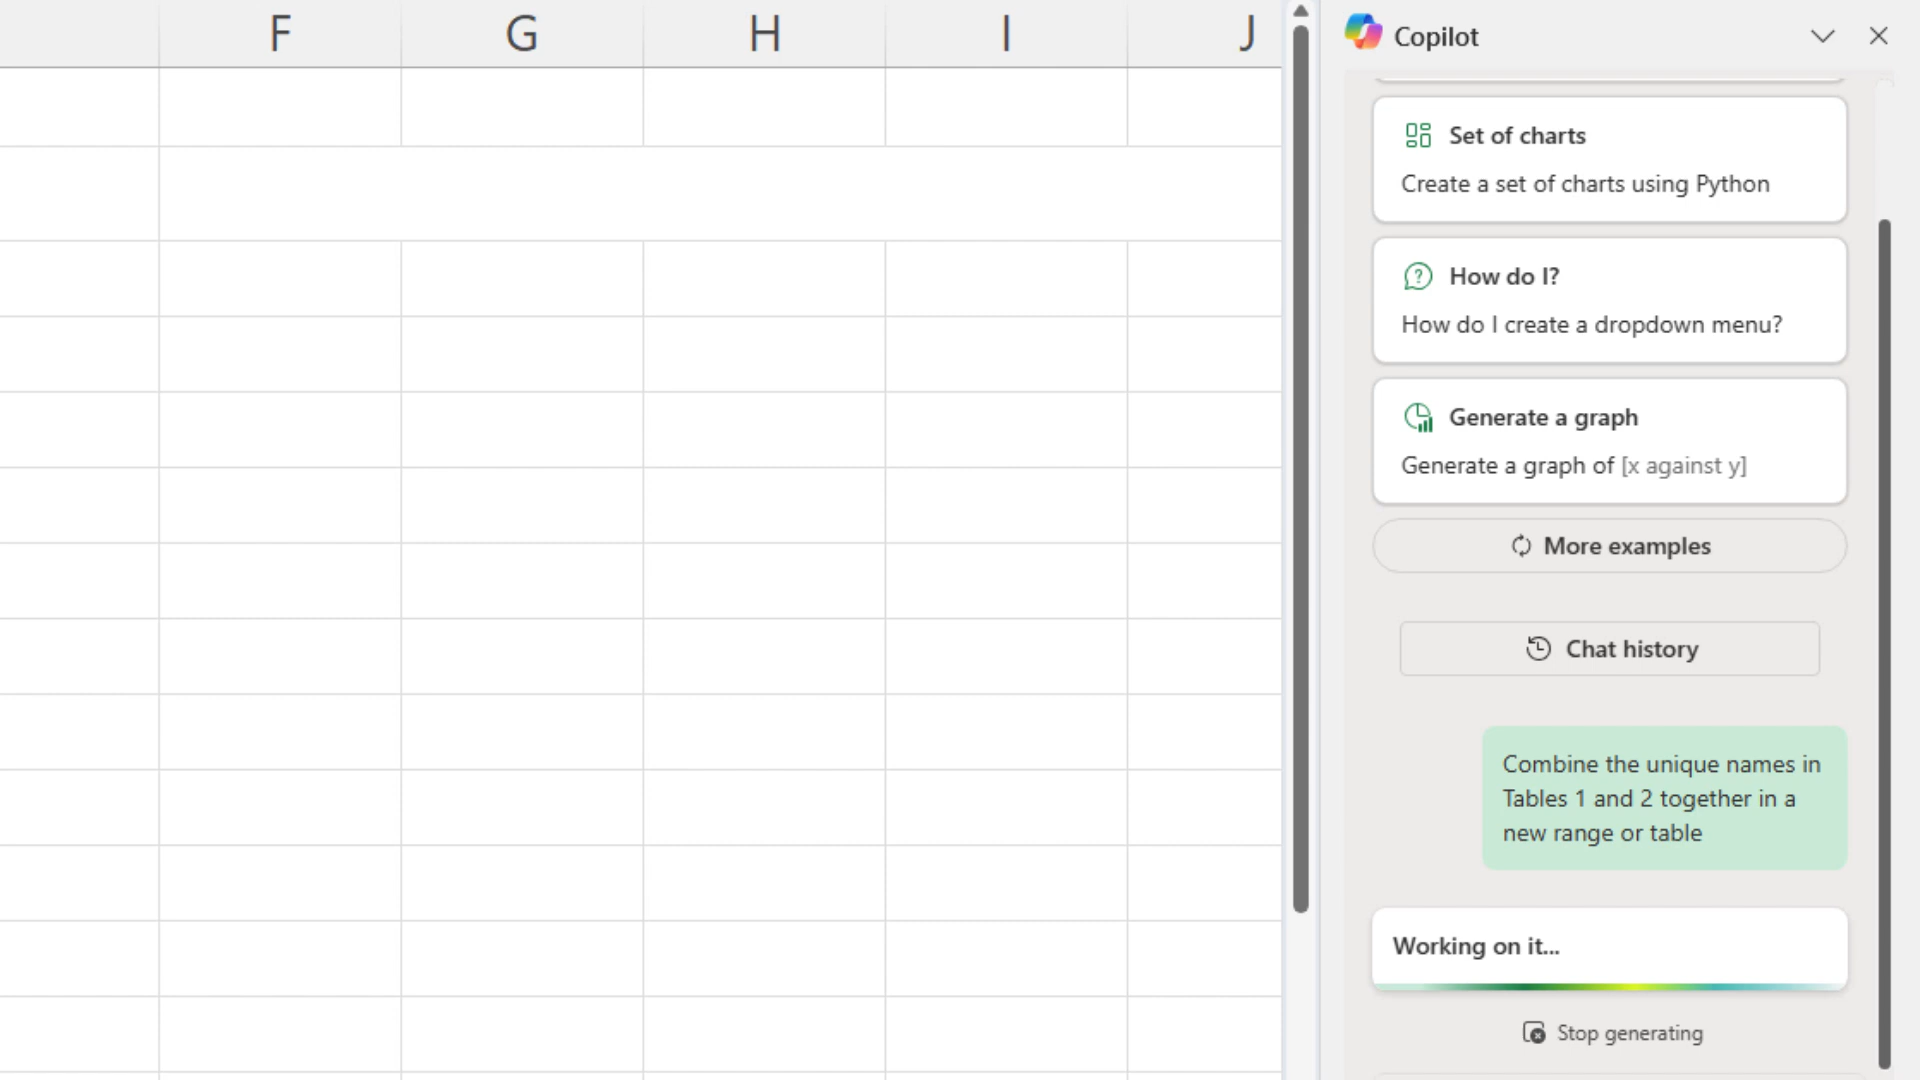 F G H I J
Copilot
Set of charts
Create a set of charts using Python
How do I?
How do I create a dropdown menu?
Generate a graph
Generate a graph of [x against y]
More examples
Chat history
Combine the unique names in
Tables 1 and 2 together in a
new range or table
Working on it...
Stop generating